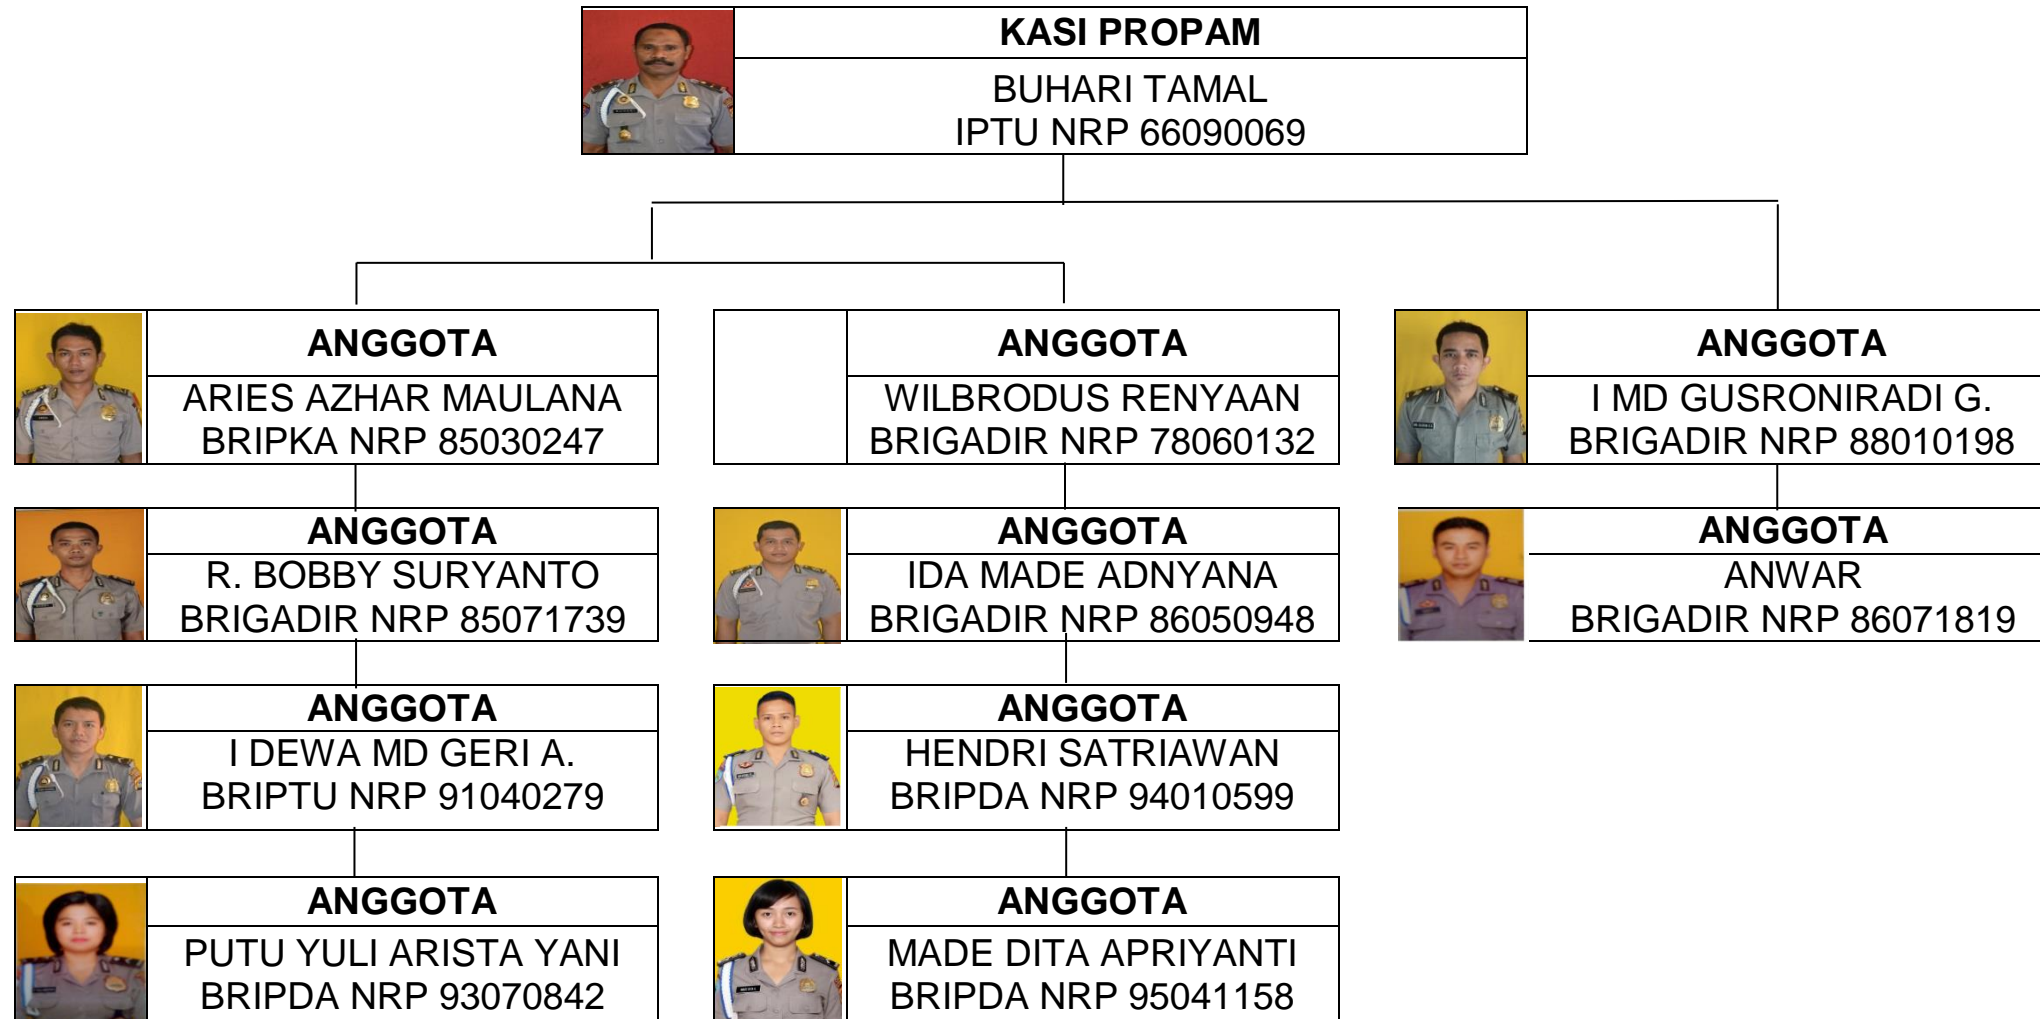 KASI PROPAM
BUHARI TAMAL
IPTU NRP 66090069
ANGGOTA
ARIES AZHAR MAULANA
BRIPKA NRP 85030247
ANGGOTA
WILBRODUS RENYAAN
BRIGADIR NRP 78060132
ANGGOTA
I MD GUSRONIRADI G.
BRIGADIR NRP 88010198
ANGGOTA
R. BOBBY SURYANTO
BRIGADIR NRP 85071739
ANGGOTA
IDA MADE ADNYANA
BRIGADIR NRP 86050948
ANGGOTA
ANWAR
BRIGADIR NRP 86071819
ANGGOTA
I DEWA MD GERI A.
BRIPTU NRP 91040279
ANGGOTA
HENDRI SATRIAWAN
BRIPDA NRP 94010599
ANGGOTA
PUTU YULI ARISTA YANI
BRIPDA NRP 93070842
ANGGOTA
MADE DITA APRIYANTI
BRIPDA NRP 95041158